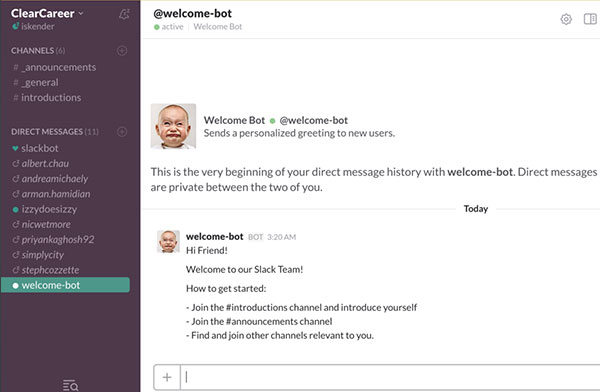 ClearCareer
iskender
CHANNELS (6)
# _announcements
# _general
# introductions
DIRECT MESSAGES (11)
slackbot
albert.chau
andreamichaely
arman.hamidian
izzydoesizzy
nicwetmore
priyankaghosh92
simplycity
stephcozzette
welcome-bot
@welcome-bot
active | Welcome Bot
Welcome Bot @welcome-bot
Sends a personalized greeting to new users.
This is the very beginning of your direct message history with welcome-bot. Direct messages
are private between the two of you.
Today
welcome-bot BOT 3:20 AM
Hi Friend!
Welcome to our Slack Team!
How to get started:
- Join the #introductions channel and introduce yourself
- Join the #announcements channel
- Find and join other channels relevant to you.